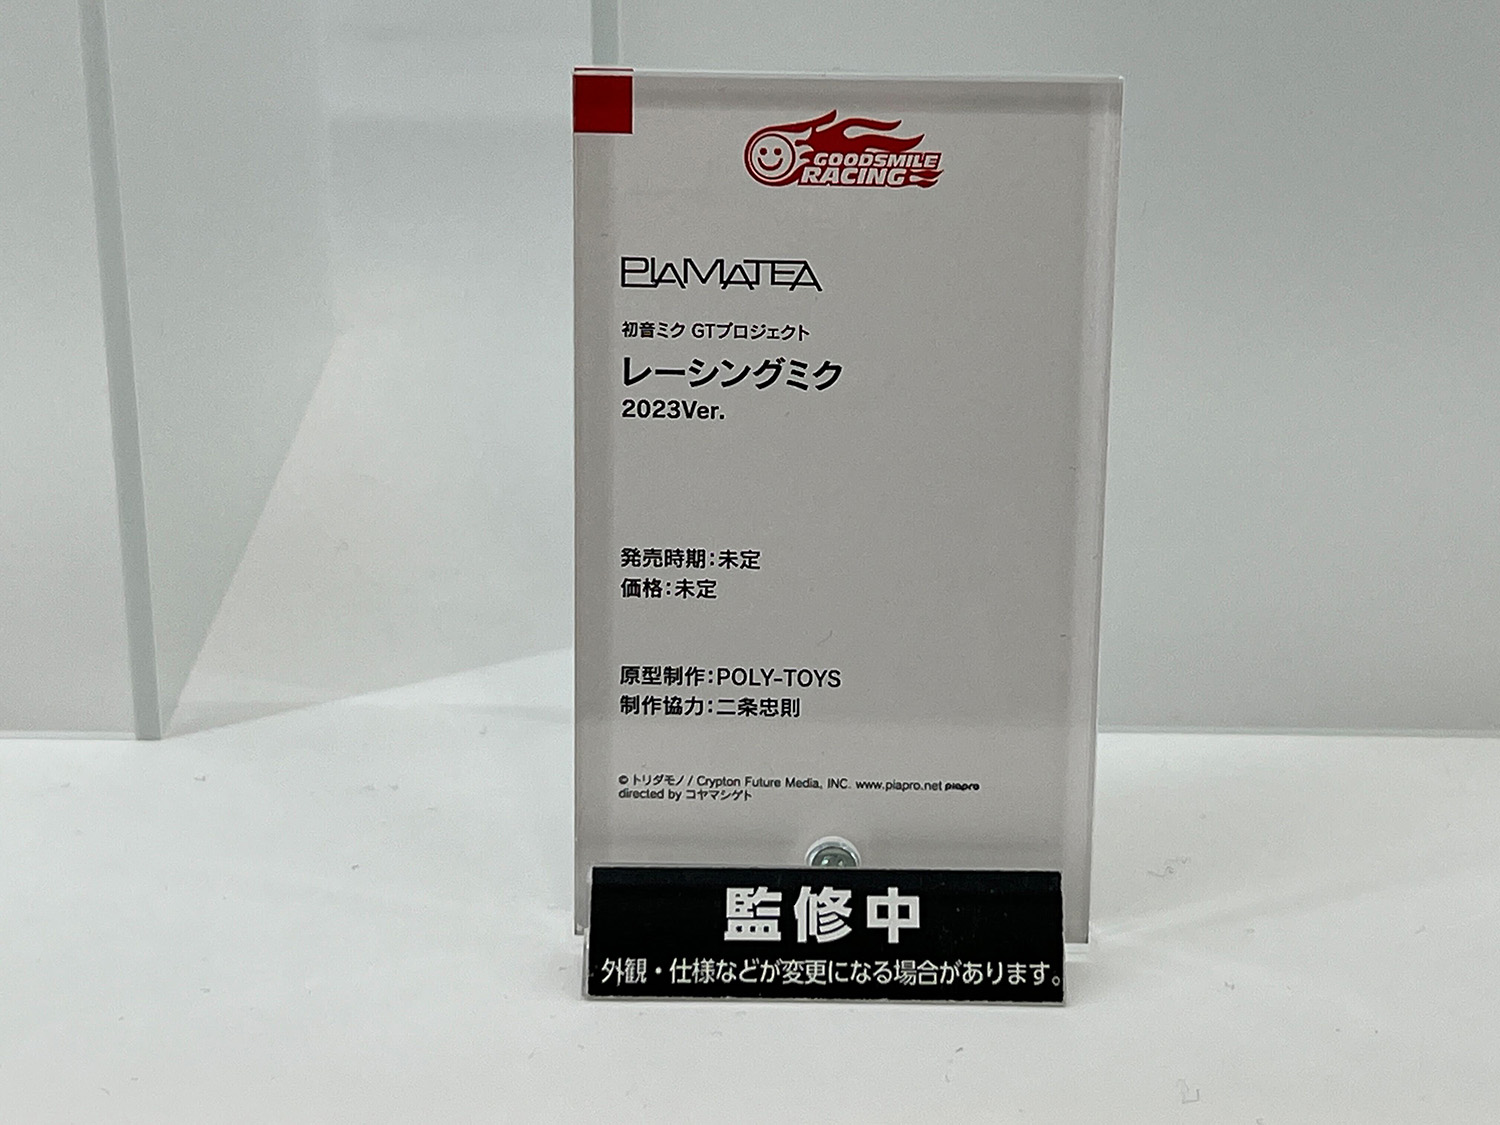 GOODSMILE
RACING
PLAMATEA
初音ミク GTプロジェクト
レーシングミク
2023Ver.
発売時期：未定
価格：未定
原型制作：POLY-TOYS
制作協力：二条忠則
© トリダモノ / Crypton Future Media, INC. www.piapro.net piapro
directed by コヤマシゲト
監修中
外観・仕様などが変更になる場合があります。